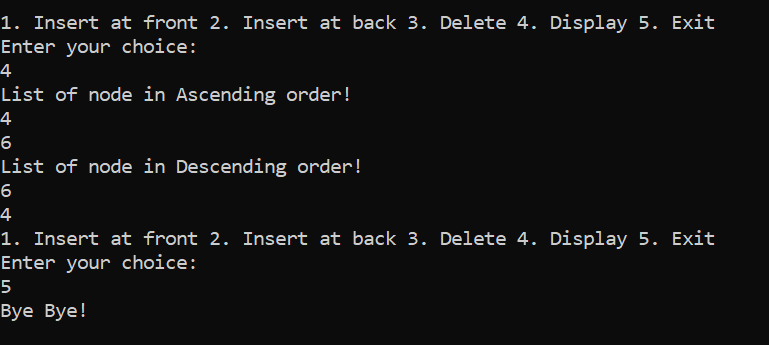 1. Insert at front 2. Insert at back 3. Delete 4. Display 5. Exit
Enter your choice:
4
List of node in Ascending order!
4
6
List of node in Descending order!
6
4
1. Insert at front 2. Insert at back 3. Delete 4. Display 5. Exit
Enter your choice:
5
Bye Bye!